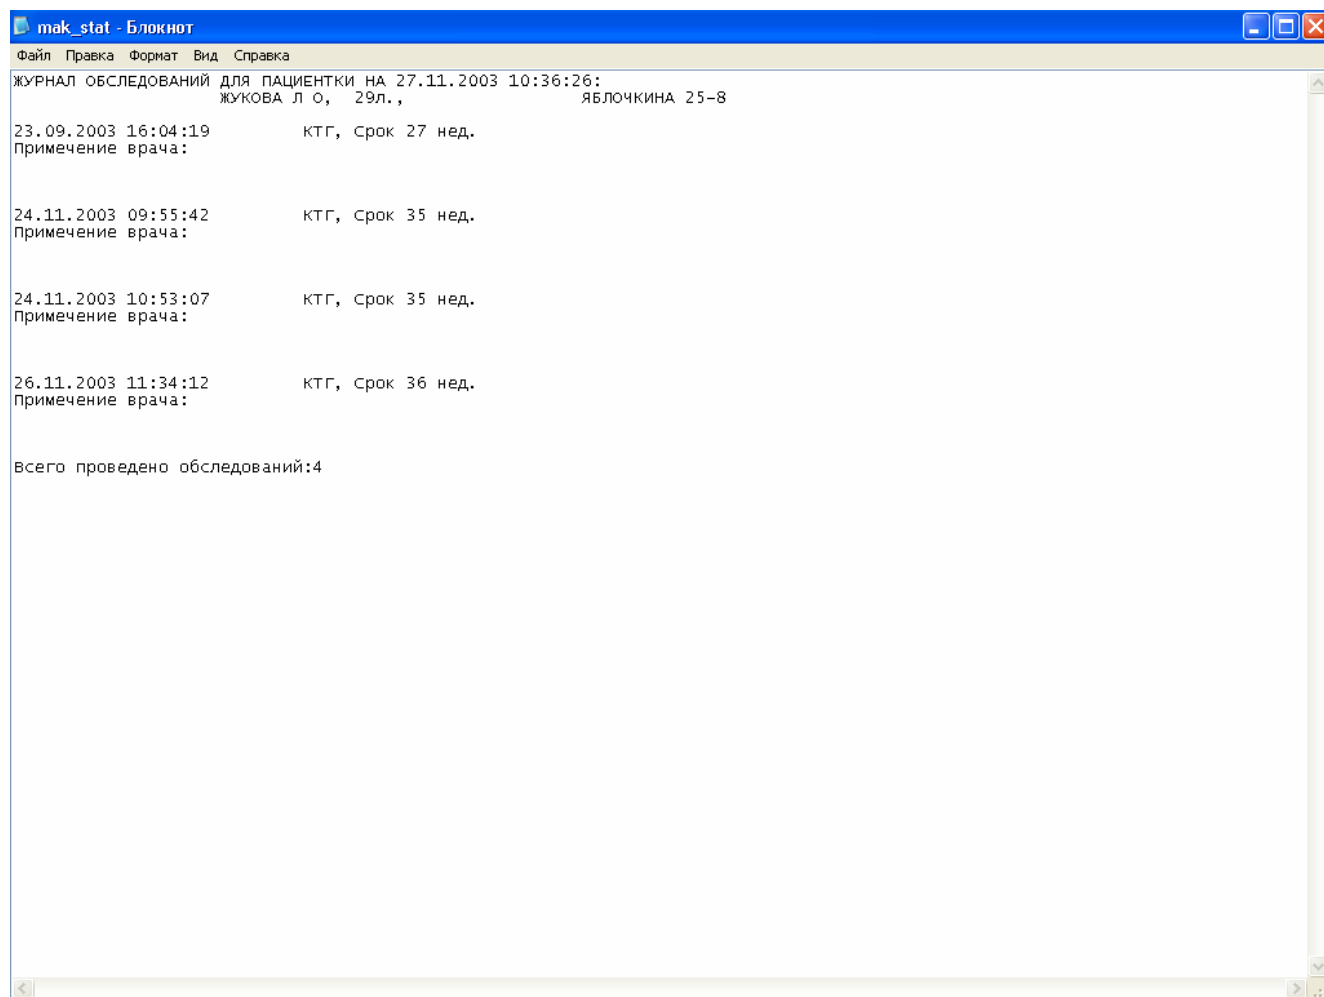 mak_stat - Блокнот
Файл Правка Формат Вид Справка
ЖУРНАЛ ОБСЛЕДОВАНИЙ ДЛЯ ПАЦИЕНТКИ НА 27.11.2003 10:36:26:
ЖУКОВА Л О, 29л., ЯБЛОЧКИНА 25-8
23.09.2003 16:04:19 КТГ, Срок 27 нед.
Примечение врача:
24.11.2003 09:55:42 КТГ, Срок 35 нед.
Примечение врача:
24.11.2003 10:53:07 КТГ, Срок 35 нед.
Примечение врача:
26.11.2003 11:34:12 КТГ, Срок 36 нед.
Примечение врача:
Всего проведено обследований:4